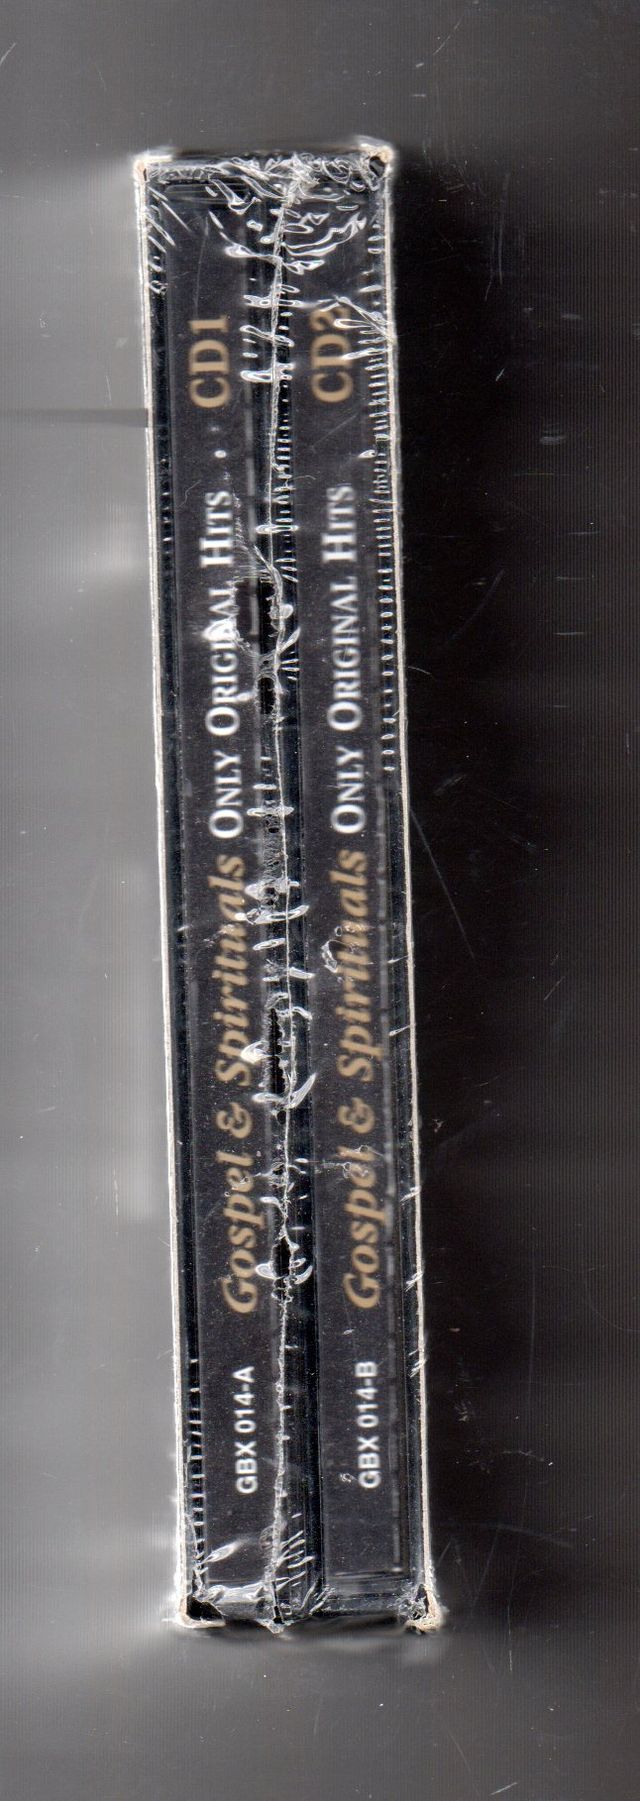 GBX 014-A Gospel & Spirituals ONLY ORIGINAL HITS • CD1
GBX 014-B Gospel & Spirituals ONLY ORIGINAL HITS CD2